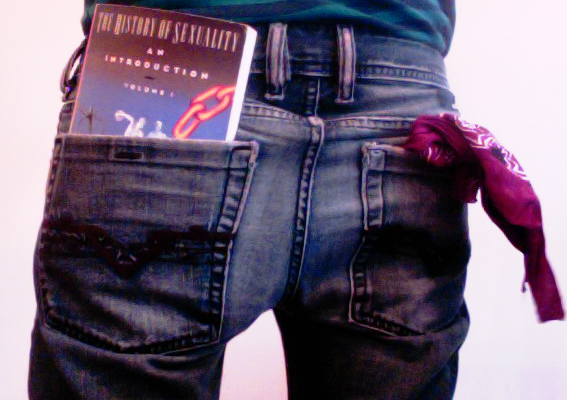 THE HISTORY OF SEXUALITY
AN
INTRODUCTION
VOLUME I